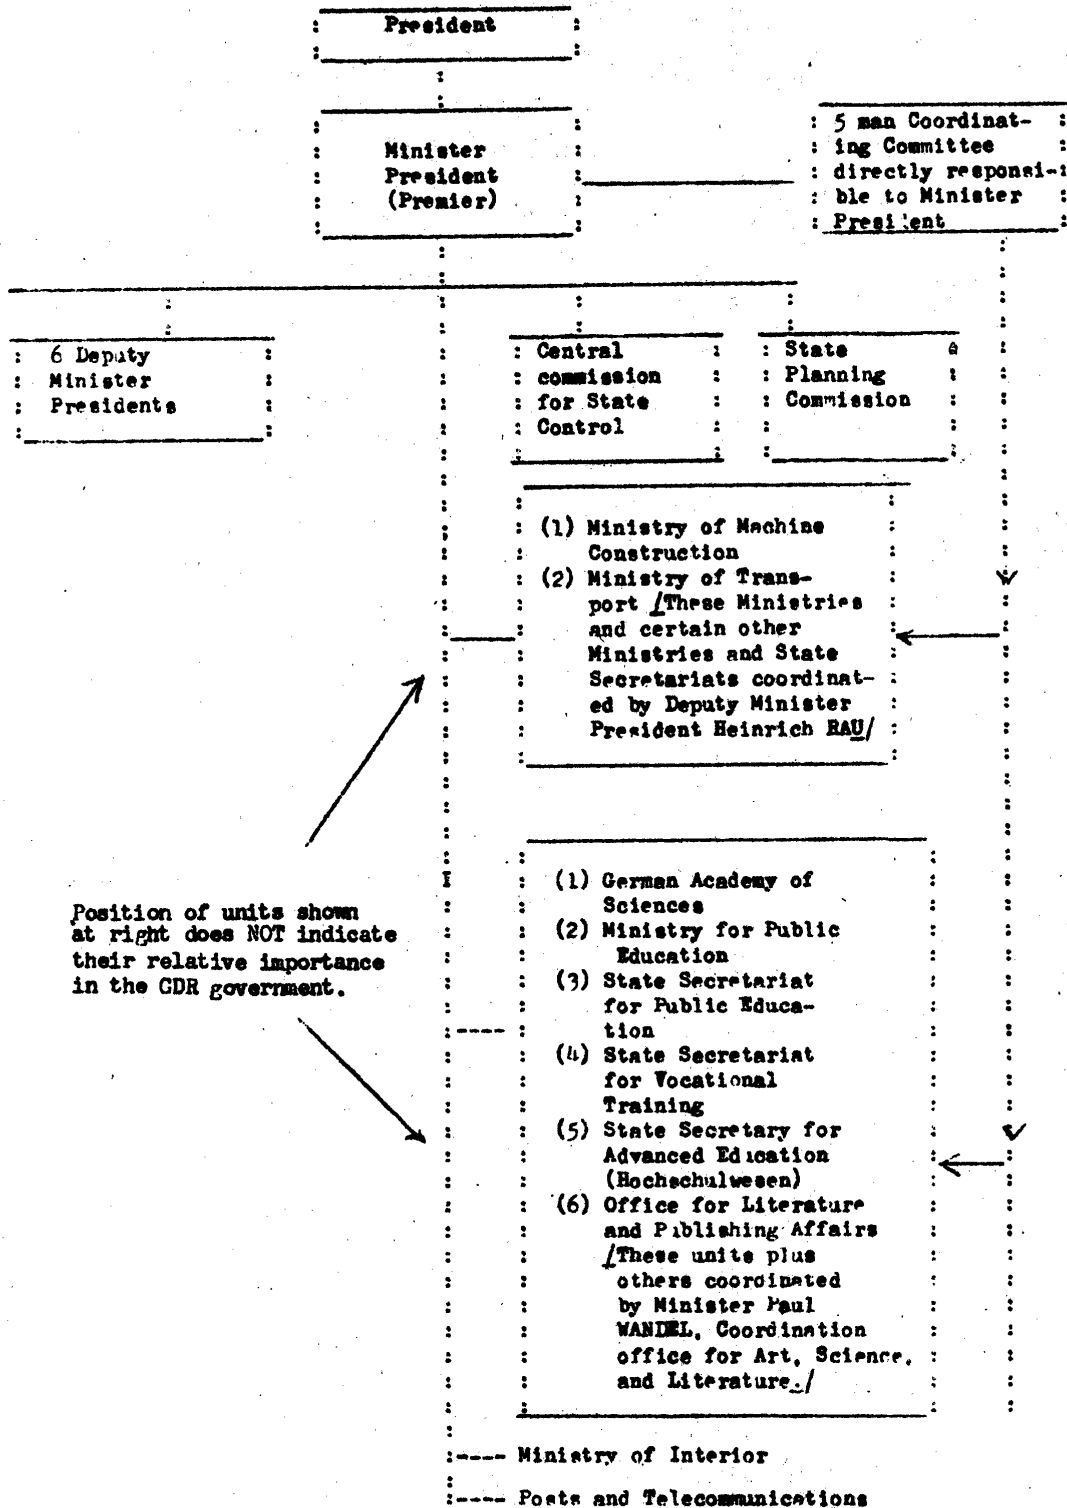 President
Minister
President
(Premier)
5 man Coordinat-
ing Committee
directly responsi-
ble to Minister
President
6 Deputy
Minister
Presidents
Central
commission
for State
Control
State
Planning
Commission
(1) Ministry of Machine
Construction
(2) Ministry of Trans-
port /These Ministries
and certain other
Ministries and State
Secretariats coordinat-
ed by Deputy Minister
President Heinrich RAU/
Position of units shown
at right does NOT indicate
their relative importance
in the GDR government.
(1) German Academy of
Sciences
(2) Ministry for Public
Education
(3) State Secretariat
for Public Educa-
tion
(4) State Secretariat
for Vocational
Training
(5) State Secretary for
Advanced Education
(Hochschulwesen)
(6) Office for Literature
and Publishing Affairs
/These units plus
others coordinated
by Minister Paul
WANDEL, Coordination
office for Art, Science,
and Literature./
Ministry of Interior
Posts and Telecommunications